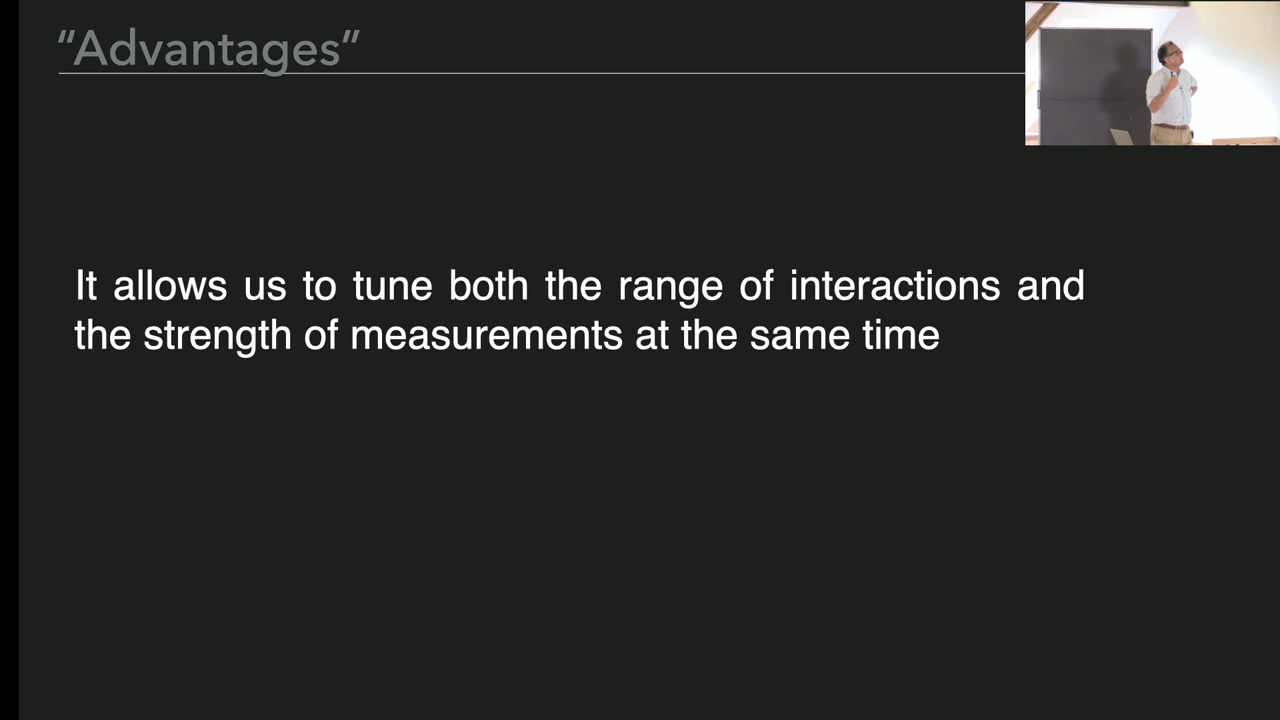 “Advantages”
It allows us to tune both the range of interactions and
the strength of measurements at the same time